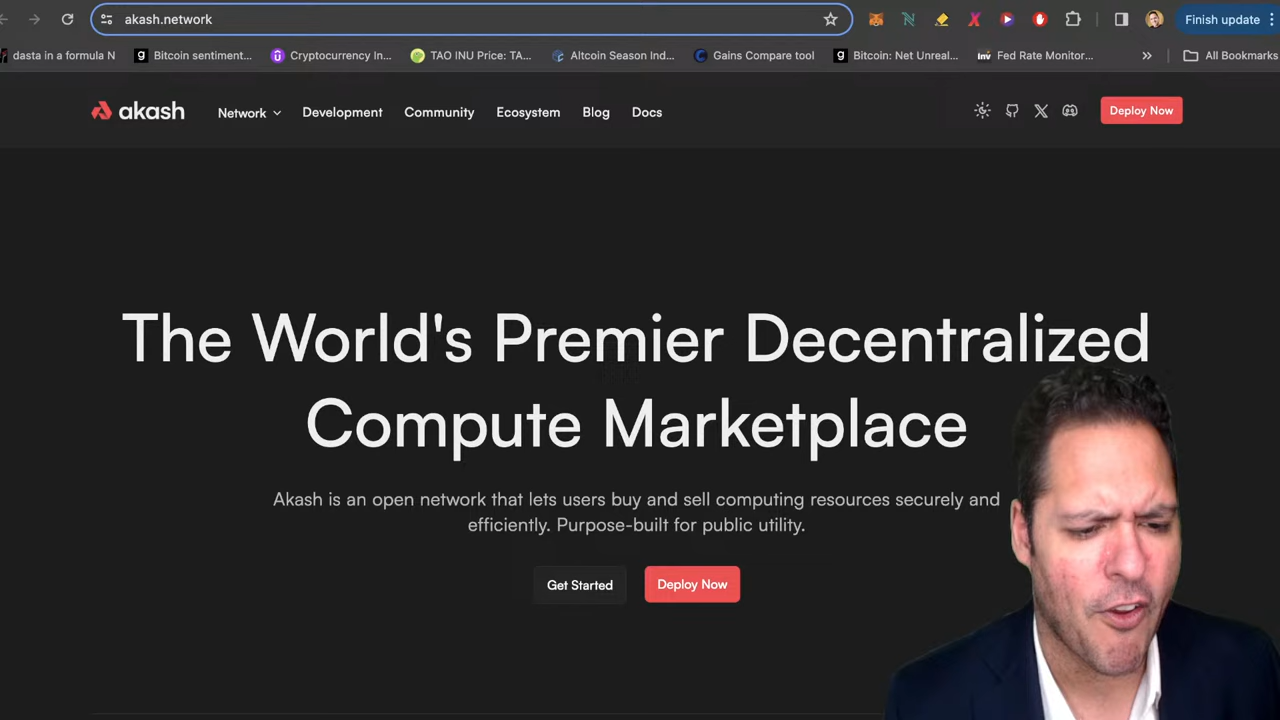 akash.network
Finish update
dasta in a formula N
Bitcoin sentiment...
Cryptocurrency In...
TAO INU Price: TA...
Altcoin Season Ind...
Gains Compare tool
Bitcoin: Net Unreal...
Fed Rate Monitor...
All Bookmarks
akash
Network
Development
Community
Ecosystem
Blog
Docs
Deploy Now
The World's Premier Decentralized
Compute Marketplace
Akash is an open network that lets users buy and sell computing resources securely and
efficiently. Purpose-built for public utility.
Get Started
Deploy Now